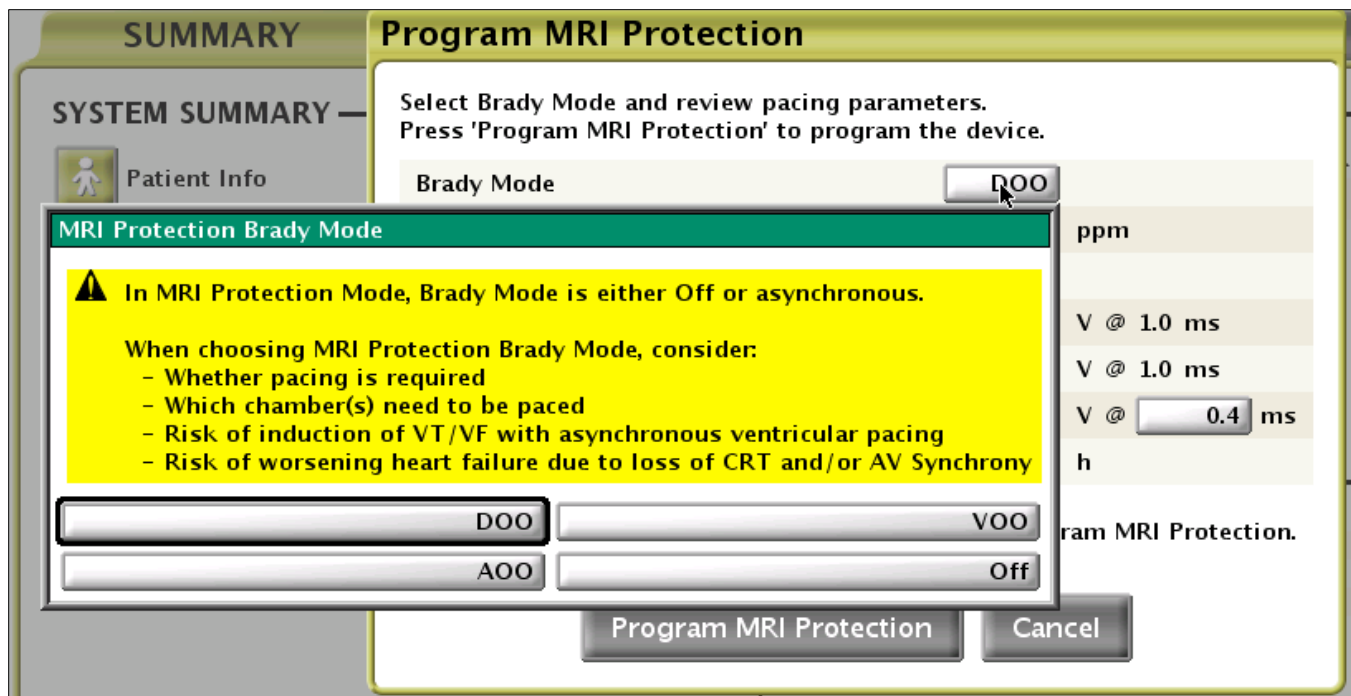 SUMMARY
Program MRI Protection
SYSTEM SUMMARY
Patient Info
Select Brady Mode and review pacing parameters.
Press 'Program MRI Protection' to program the device.
Brady Mode DOO
MRI Protection Brady Mode
In MRI Protection Mode, Brady Mode is either Off or asynchronous.
When choosing MRI Protection Brady Mode, consider:
- Whether pacing is required
- Which chamber(s) need to be paced
- Risk of induction of VT/VF with asynchronous ventricular pacing
- Risk of worsening heart failure due to loss of CRT and/or AV Synchrony
DOO VOO
AOO Off
ppm
V @ 1.0 ms
V @ 1.0 ms
V @ 0.4 ms
h
ram MRI Protection.
Program MRI Protection Cancel